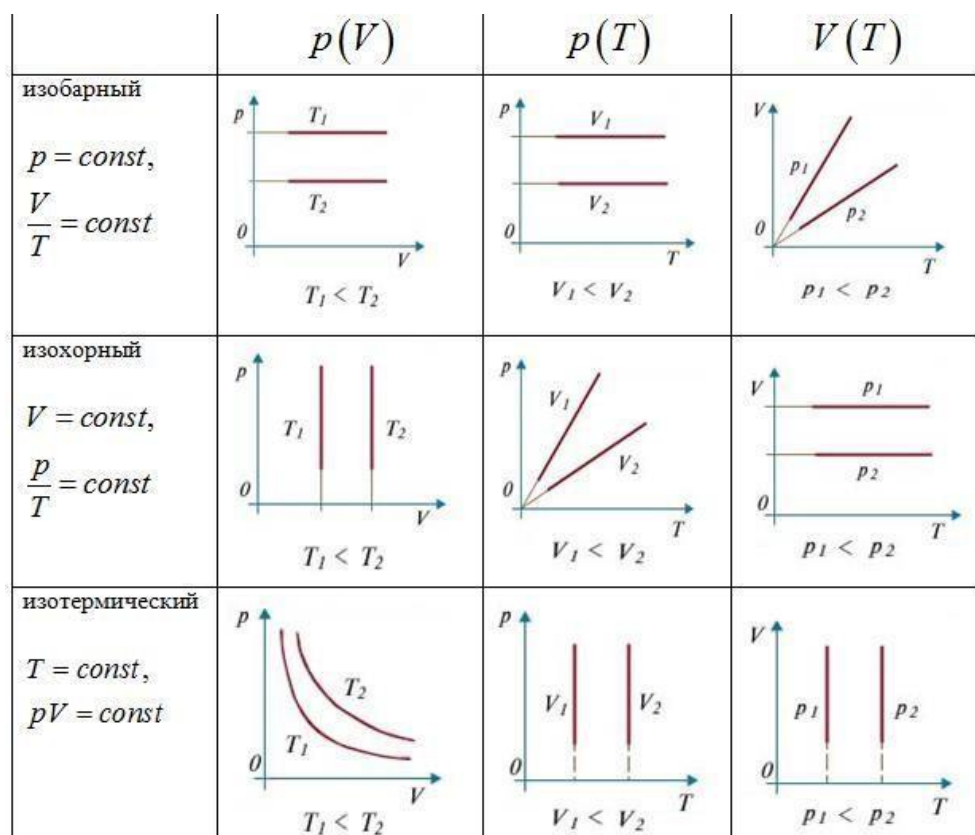 p(V)
p(T)
V(T)
изобарный
p = const,
V/T = const
p
T₁
T₂
0
V
T₁ < T₂
p
V₁
V₂
0
T
V₁ < V₂
V
p₁
p₂
0
T
p₁ < p₂
изохорный
V = const,
p/T = const
p
T₁
T₂
0
V
T₁ < T₂
p
V₁
V₂
0
T
V₁ < V₂
V
p₁
p₂
0
T
p₁ < p₂
изотермический
T = const,
pV = const
p
T₂
T₁
0
V
T₁ < T₂
p
V₁
V₂
0
T
V₁ < V₂
V
p₁
p₂
0
T
p₁ < p₂